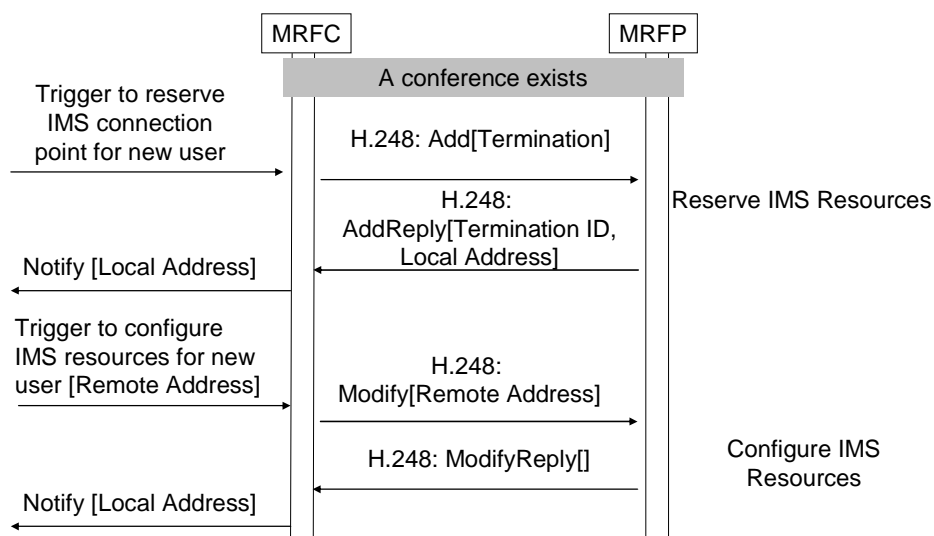 MRFC
MRFP
A conference exists
Trigger to reserve
IMS connection
point for new user
H.248: Add[Termination]
H.248:
AddReply[Termination ID,
Local Address]
Reserve IMS Resources
Notify [Local Address]
Trigger to configure
IMS resources for new
user [Remote Address]
H.248:
Modify[Remote Address]
H.248: ModifyReply[]
Configure IMS
Resources
Notify [Local Address]